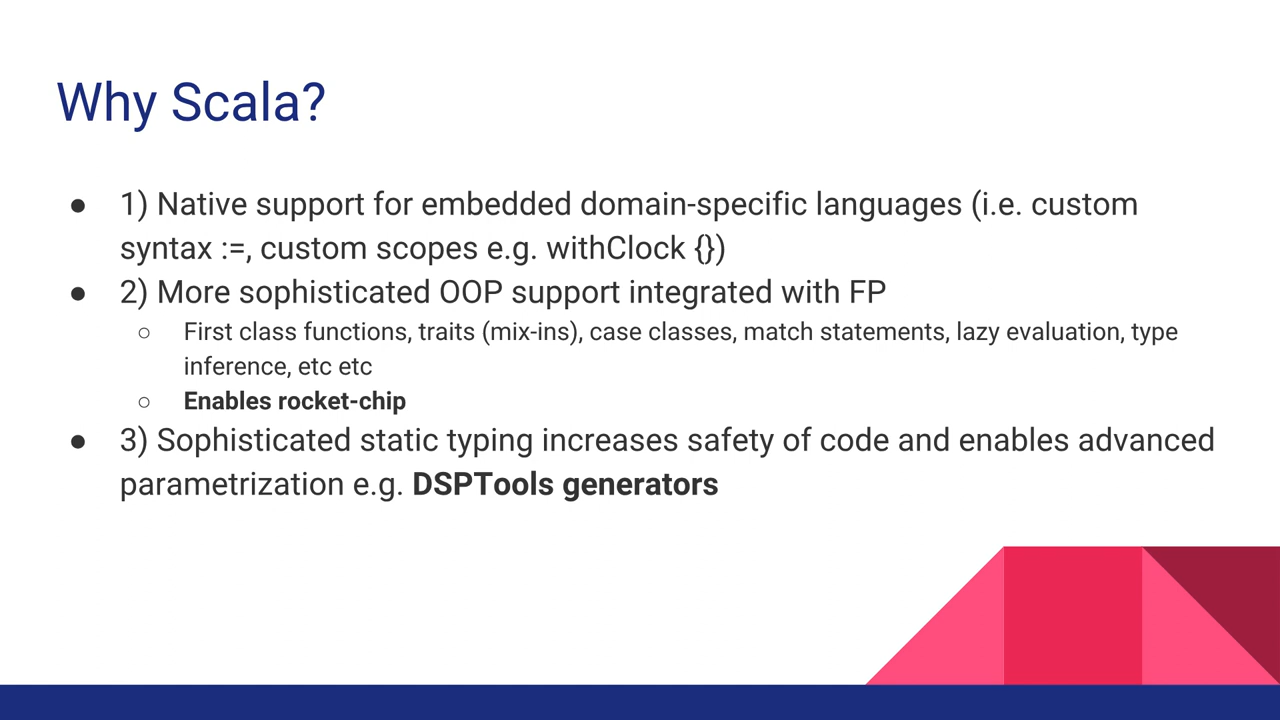 Why Scala?
● 1) Native support for embedded domain-specific languages (i.e. custom
syntax :=, custom scopes e.g. withClock {})
● 2) More sophisticated OOP support integrated with FP
○ First class functions, traits (mix-ins), case classes, match statements, lazy evaluation, type
inference, etc etc
○ Enables rocket-chip
● 3) Sophisticated static typing increases safety of code and enables advanced
parametrization e.g. DSPTools generators